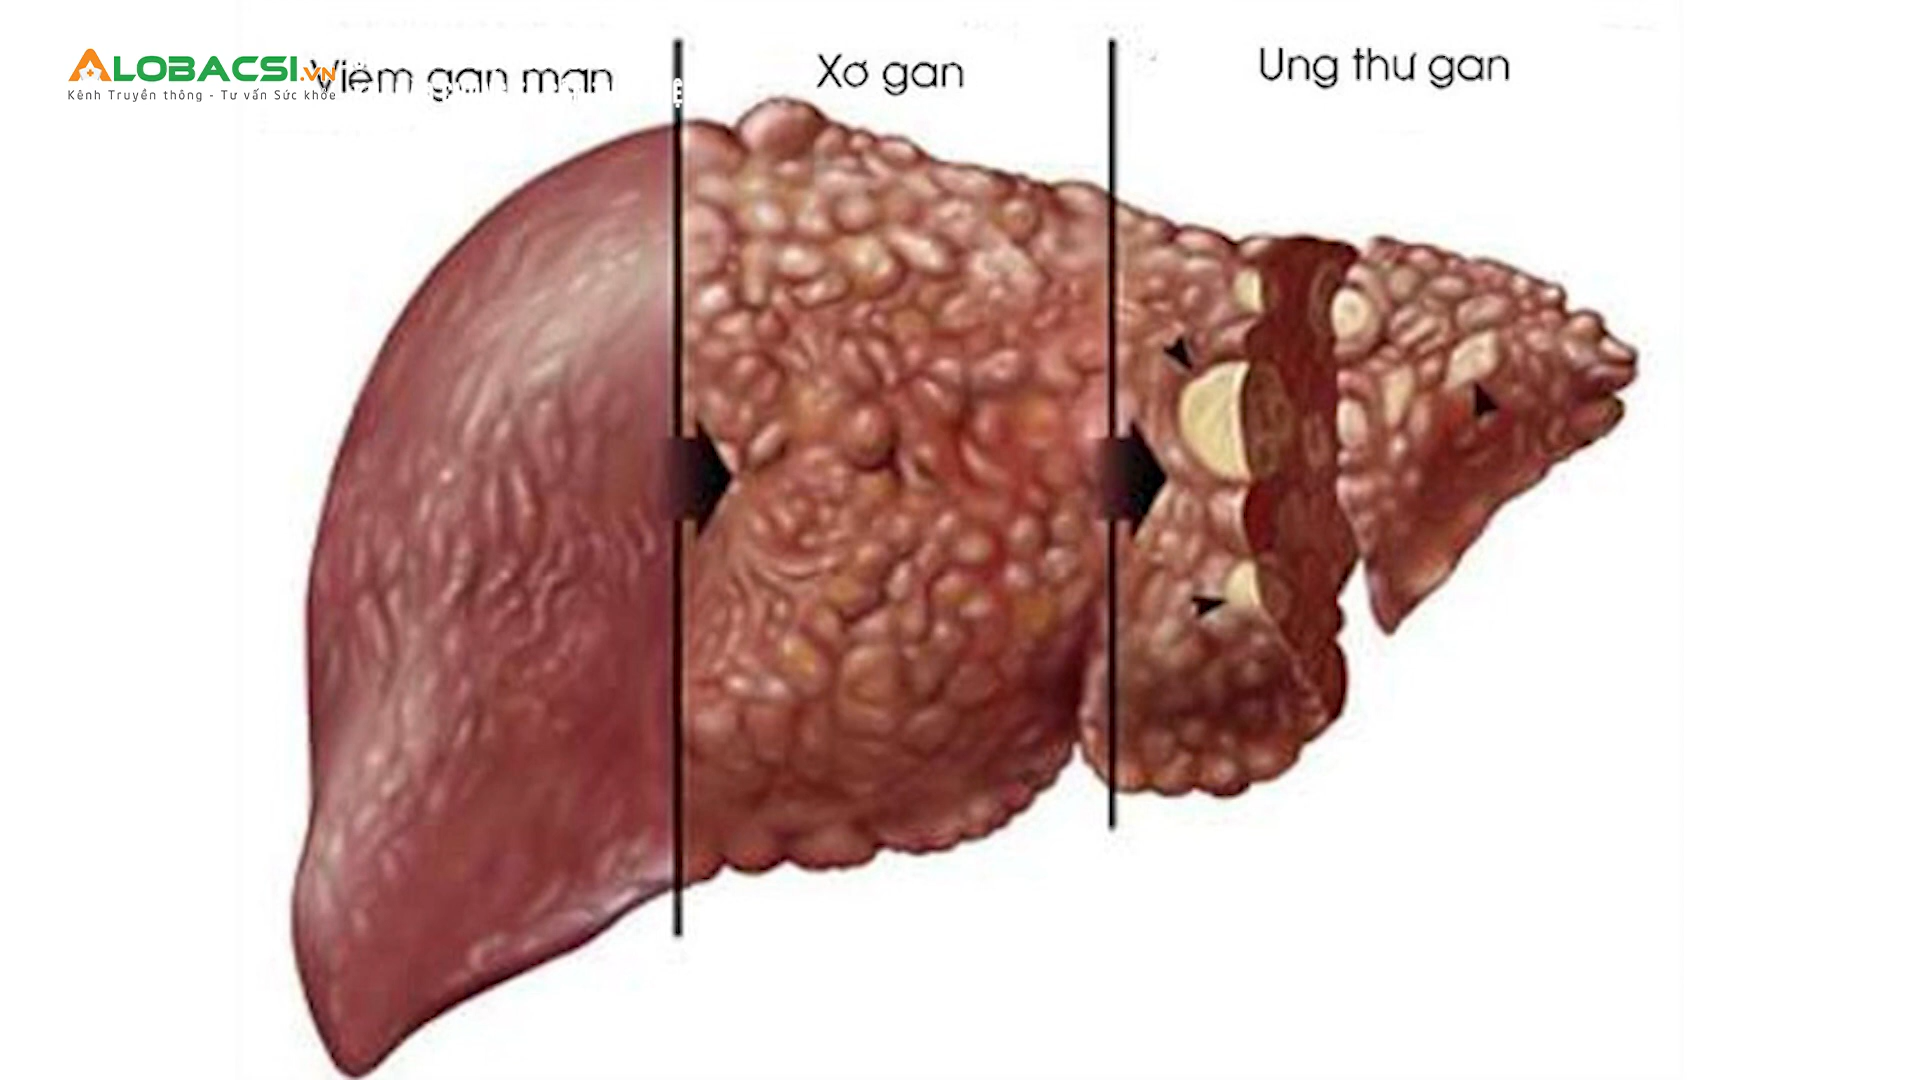 ALOBACSI.VN
Kênh Truyền thông - Tư vấn Sức khỏe
Viêm gan mạn
Xơ gan
Ung thư gan